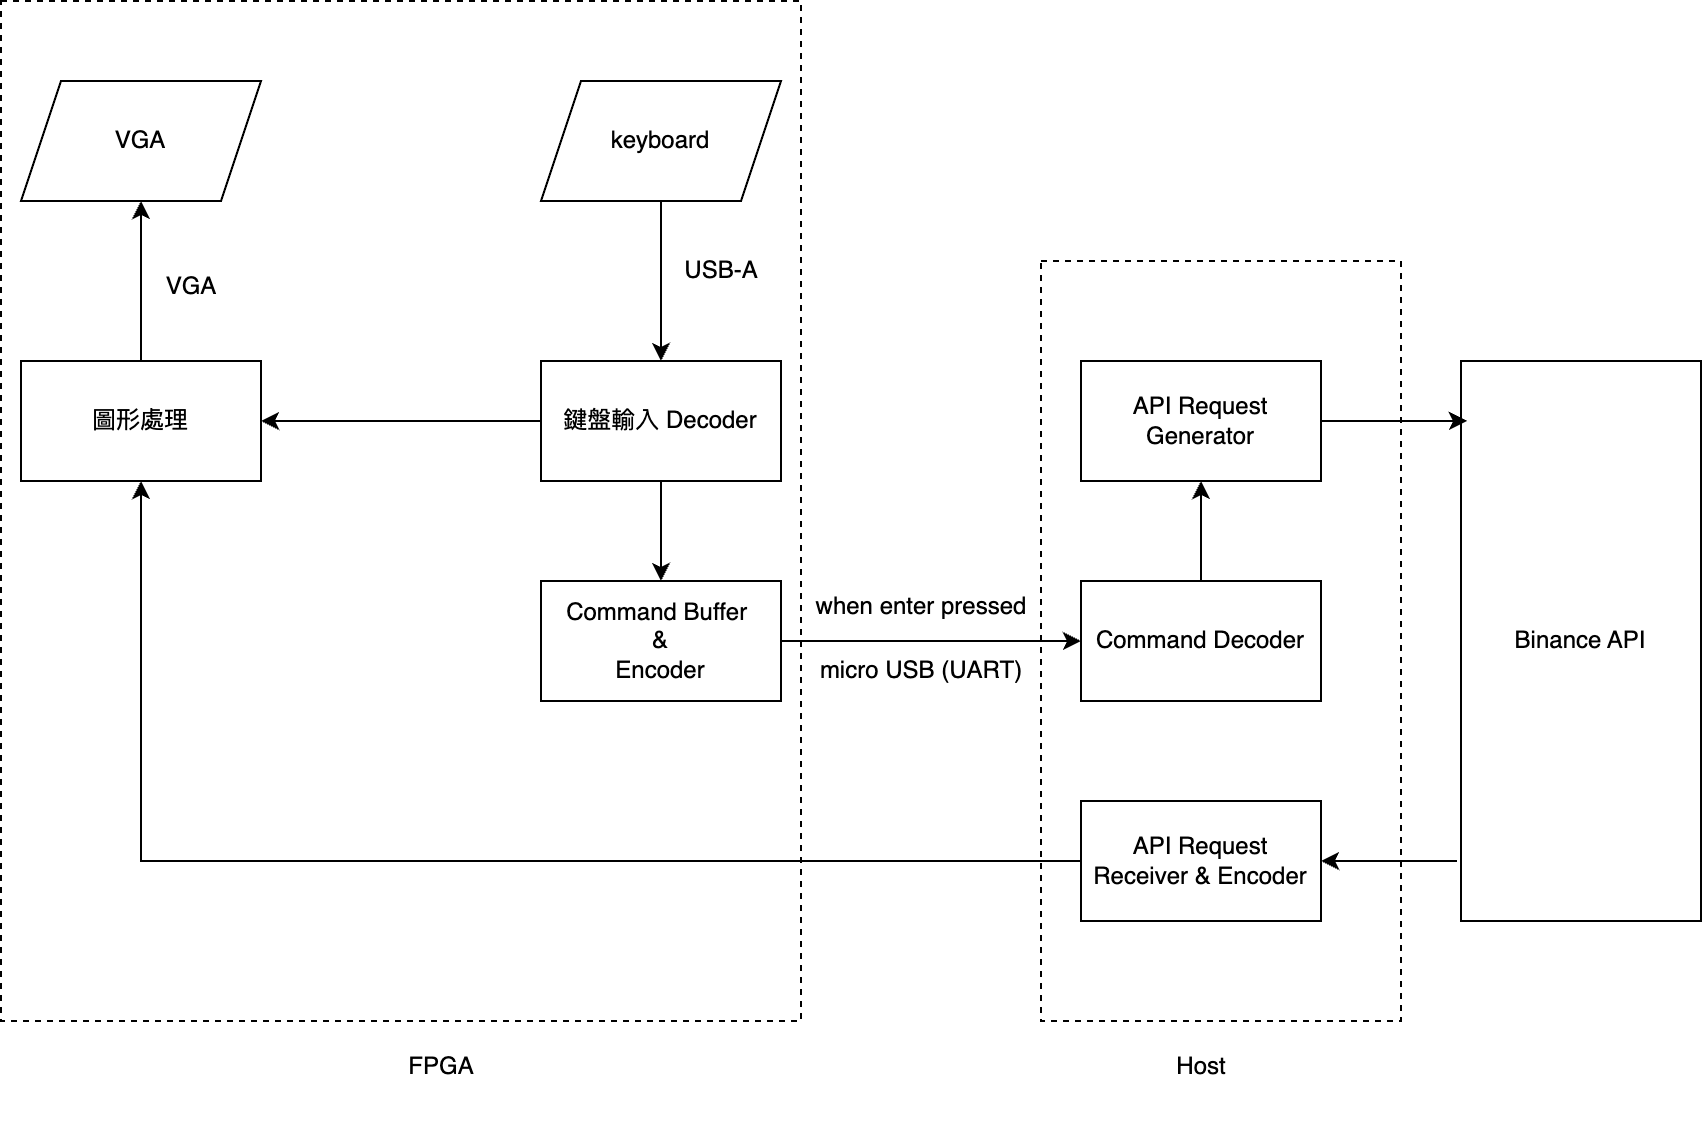 VGA
keyboard
VGA
USB-A
圖形處理
鍵盤輸入 Decoder
API Request
Generator
Command Buffer
&
Encoder
when enter pressed
micro USB (UART)
Command Decoder
Binance API
API Request
Receiver & Encoder
FPGA
Host